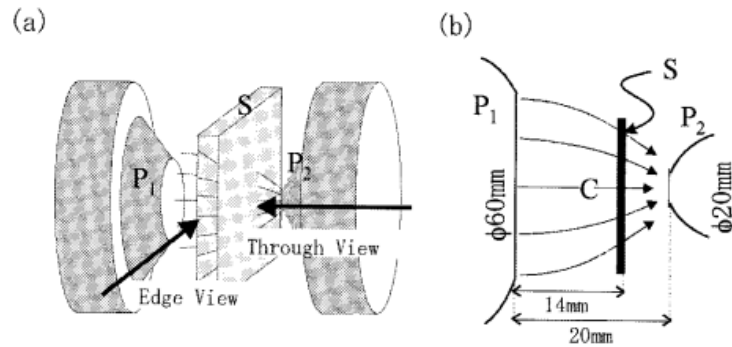 (a)
S
P1
P2
Through View
Edge View
(b)
S
P1
P2
C
ϕ60mm
ϕ20mm
14mm
20mm